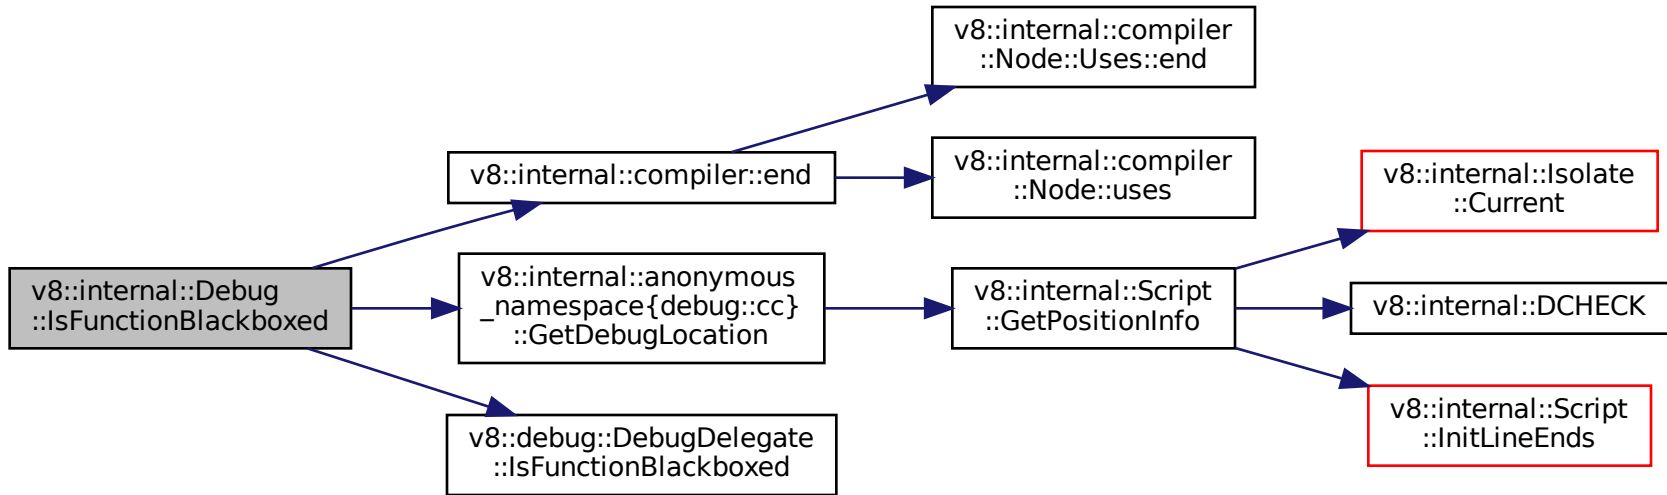 v8::internal::compiler
::Node::Uses::end
v8::internal::compiler::end
v8::internal::compiler
::Node::uses
v8::internal::Isolate
::Current
v8::internal::Debug
::IsFunctionBlackboxed
v8::internal::anonymous
_namespace{debug::cc}
::GetDebugLocation
v8::internal::Script
::GetPositionInfo
v8::internal::DCHECK
v8::debug::DebugDelegate
::IsFunctionBlackboxed
v8::internal::Script
::InitLineEnds